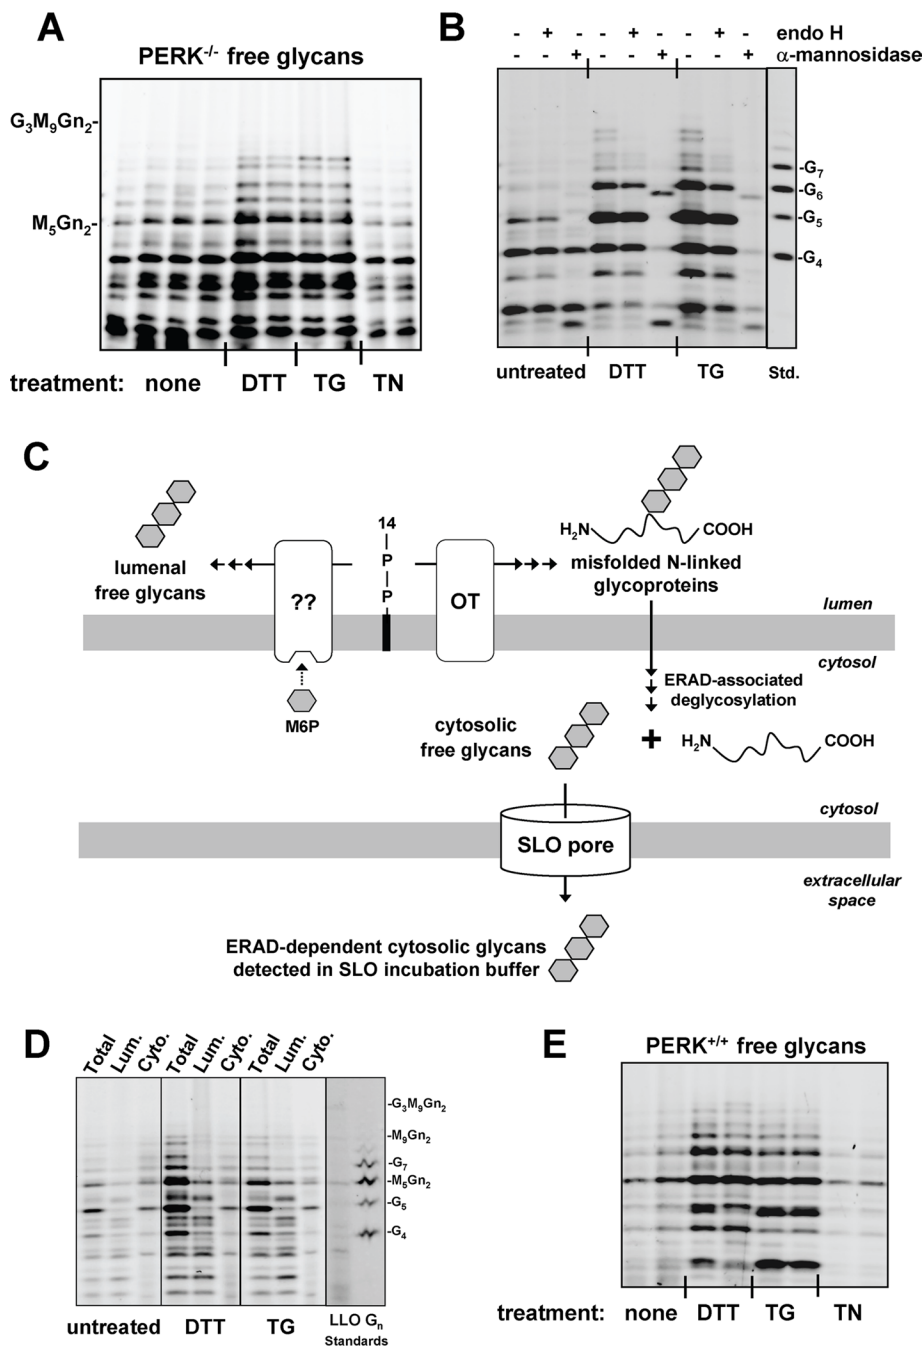 A
PERK-/- free glycans
G3M9Gn2-
M5Gn2-
treatment: none DTT TG TN
B
- + - - + - - + - endo H
- - + - - + - - + α-mannosidase
-G7
-G6
-G5
-G4
untreated DTT TG Std.
C
lumenal
free glycans
??
M6P
14
P
P
OT
H2N COOH
misfolded N-linked
glycoproteins
lumen
cytosol
ERAD-associated
deglycosylation
cytosolic
free glycans
+ H2N COOH
cytosol
SLO pore
extracellular
space
ERAD-dependent cytosolic glycans
detected in SLO incubation buffer
D
Total Lum. Cyto. Total Lum. Cyto. Total Lum. Cyto.
-G3M9Gn2
-M9Gn2
-G7
-M5Gn2
-G5
-G4
untreated DTT TG LLO Gn
Standards
E
PERK+/+ free glycans
treatment: none DTT TG TN